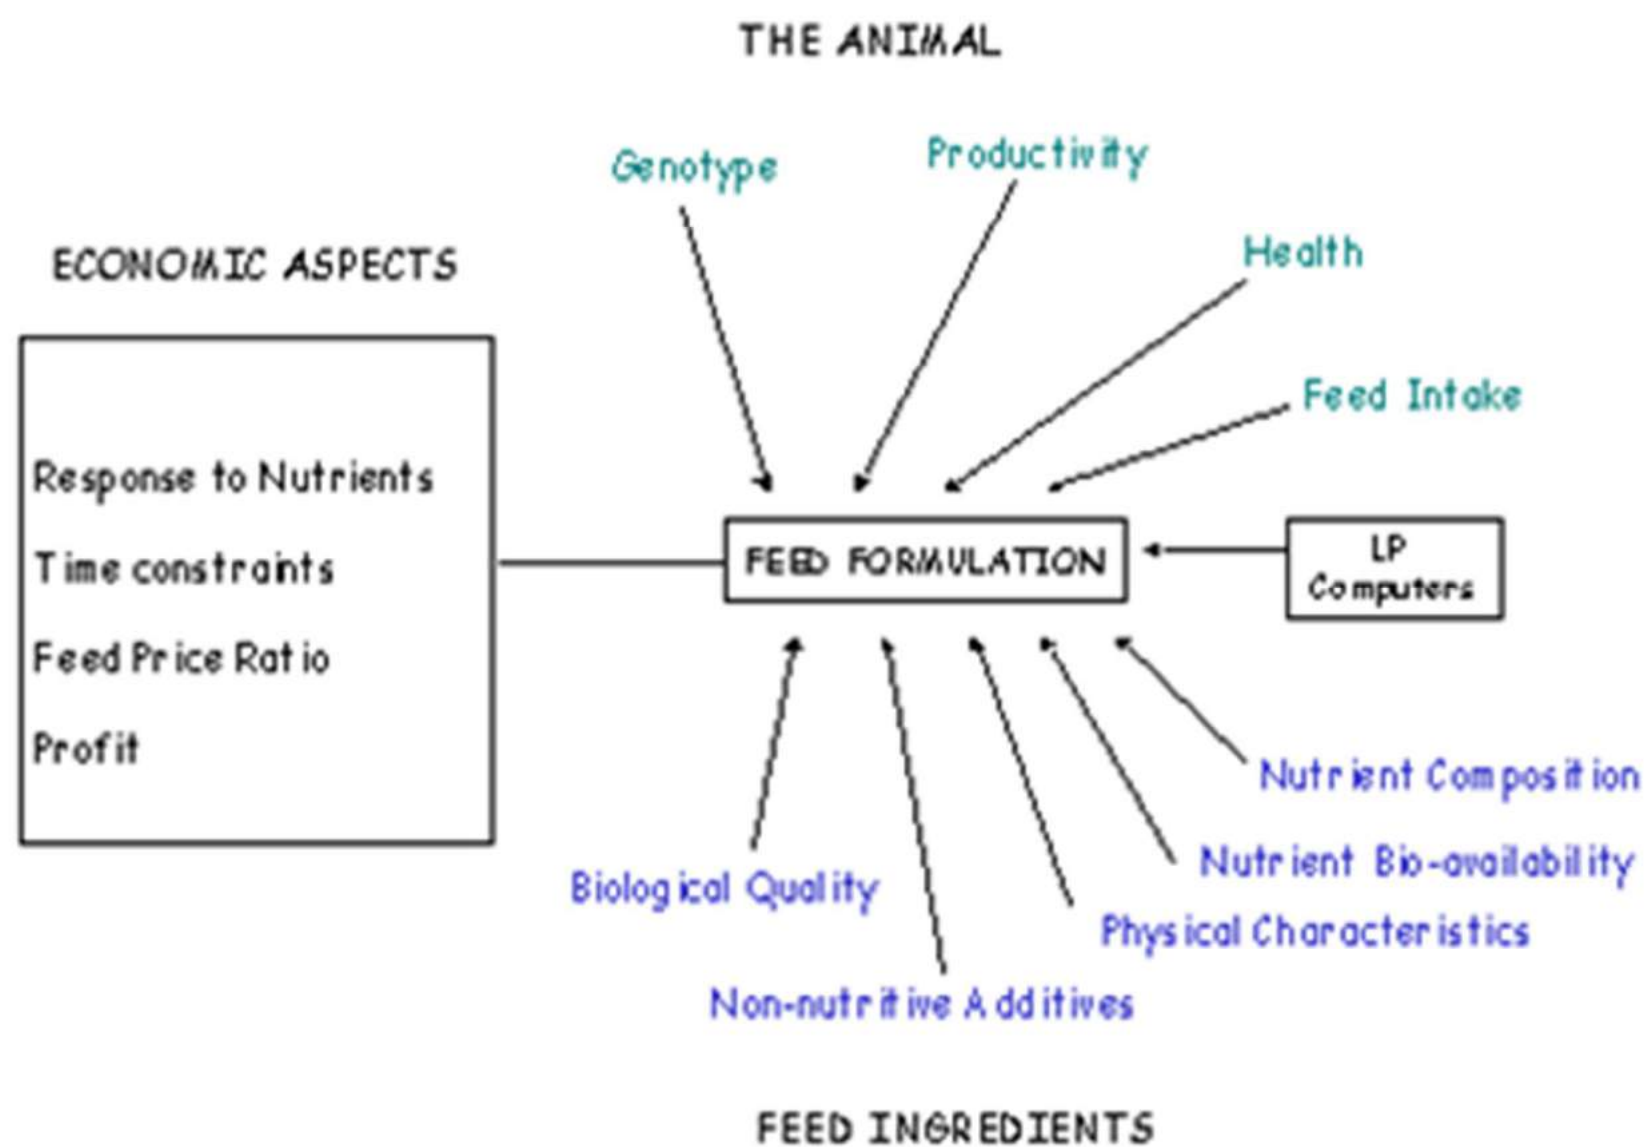 THE ANIMAL
Genotype
Productivity
Health
Feed Intake
ECONOMIC ASPECTS
Response to Nutrients
Time constraints
Feed Price Ratio
Profit
FEED FORMULATION
LP
Computers
Nutrient Composition
Nutrient Bio-availability
Physical Characteristics
Biological Quality
Non-nutritive Additives
FEED INGREDIENTS